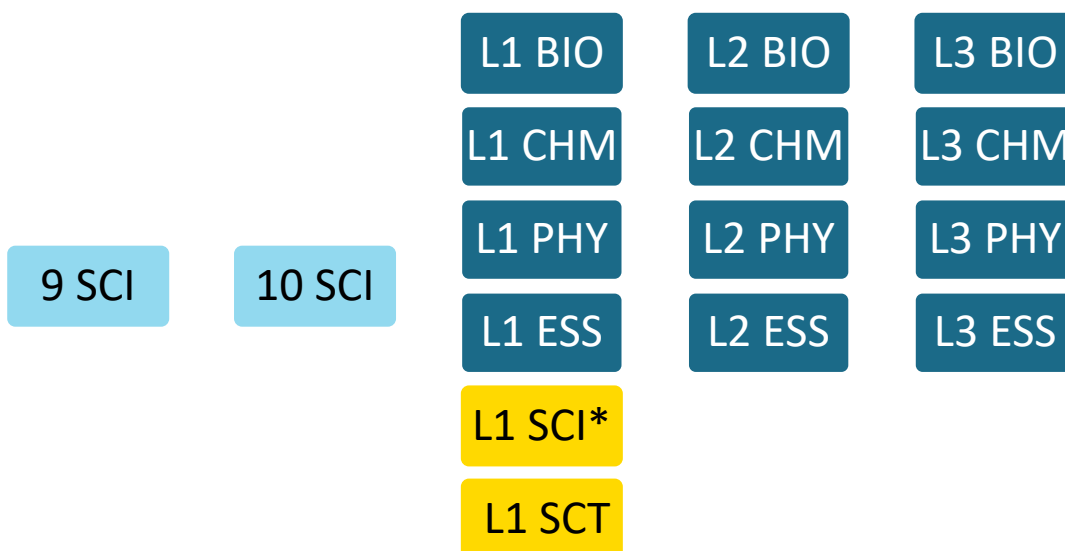 L1 BIO L2 BIO L3 BIO
L1 CHM L2 CHM L3 CHM
L1 PHY L2 PHY L3 PHY
9 SCI 10 SCI
L1 ESS L2 ESS L3 ESS
L1 SCI*
L1 SCT